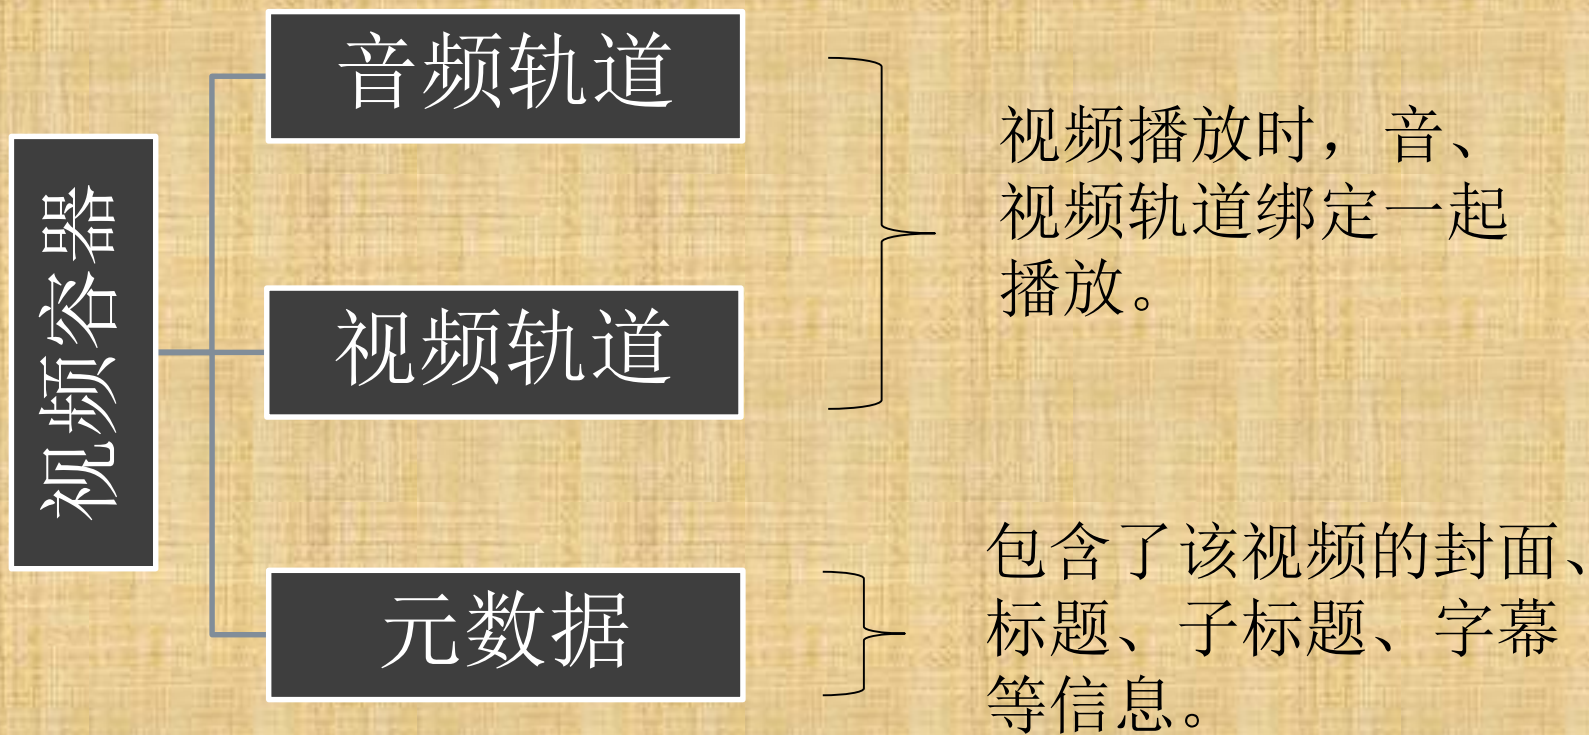 视频容器
音频轨道
视频轨道
元数据
视频播放时，音、
视频轨道绑定一起
播放。
包含了该视频的封面、
标题、子标题、字幕
等信息。